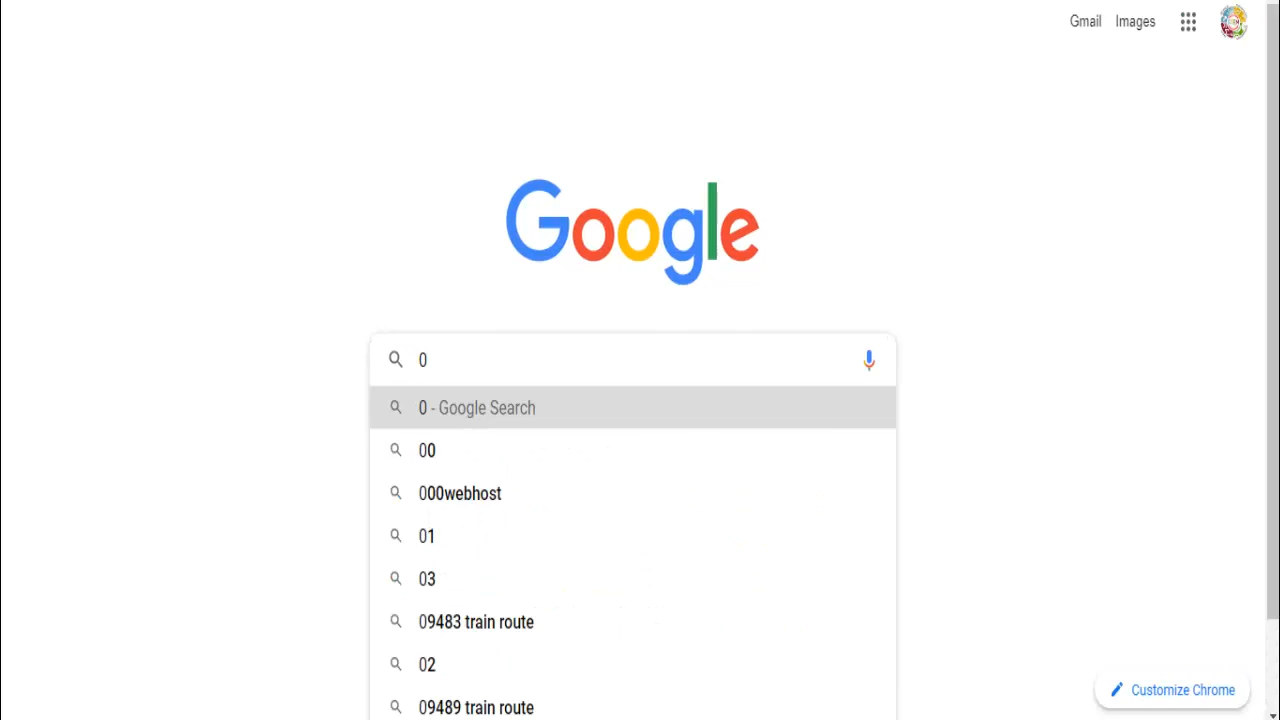 Gmail Images
Google
0
0 - Google Search
00
000webhost
01
03
09483 train route
02
09489 train route
Customize Chrome